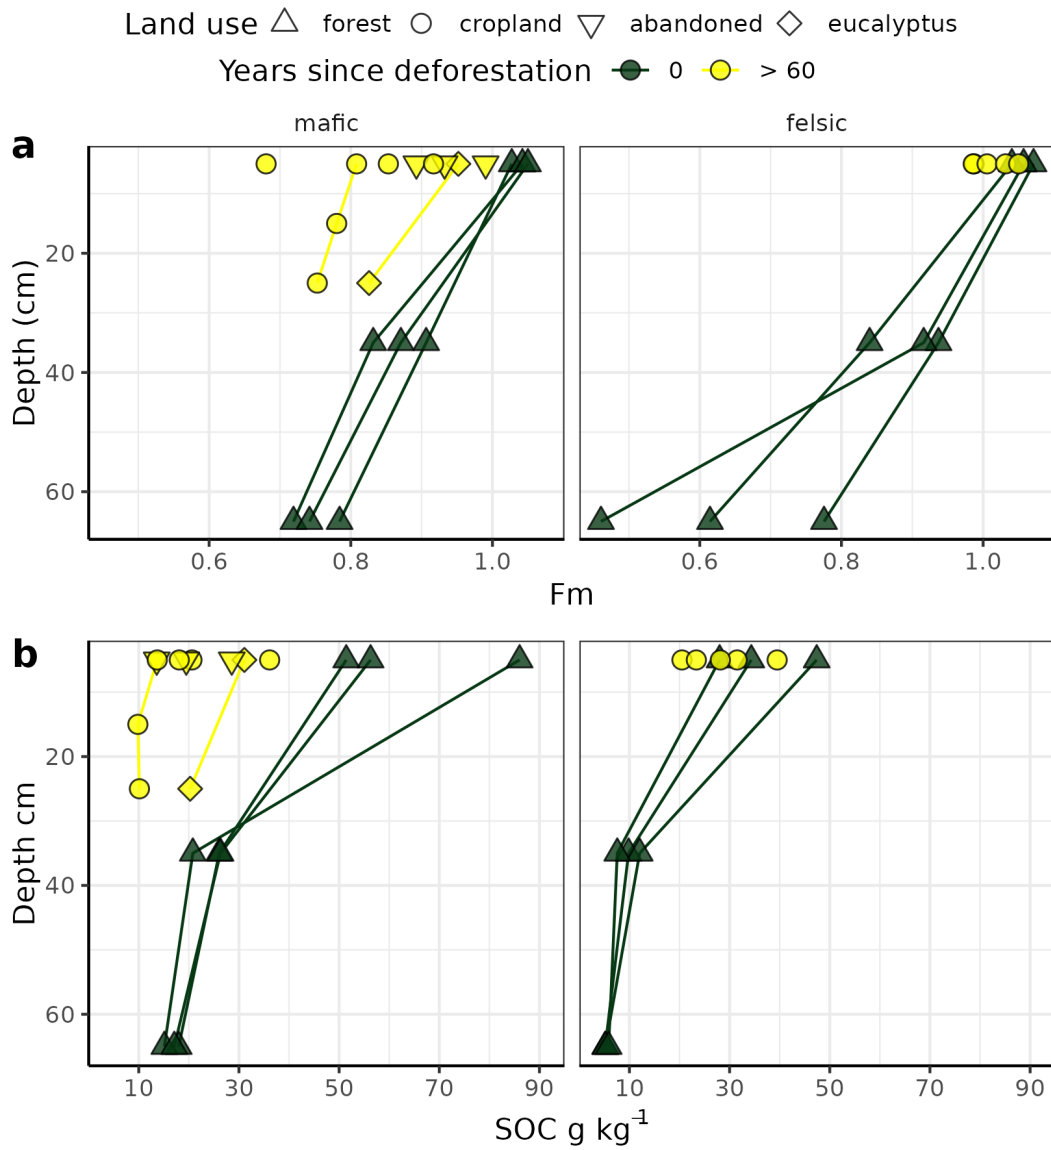 Land use forest cropland abandoned eucalyptus
Years since deforestation 0 > 60
a mafic felsic
20
40
60
Depth (cm)
0.6 0.8 1.0 0.6 0.8 1.0
Fm
b
20
40
60
Depth cm
10 30 50 70 90 10 30 50 70 90
SOC g kg⁻¹